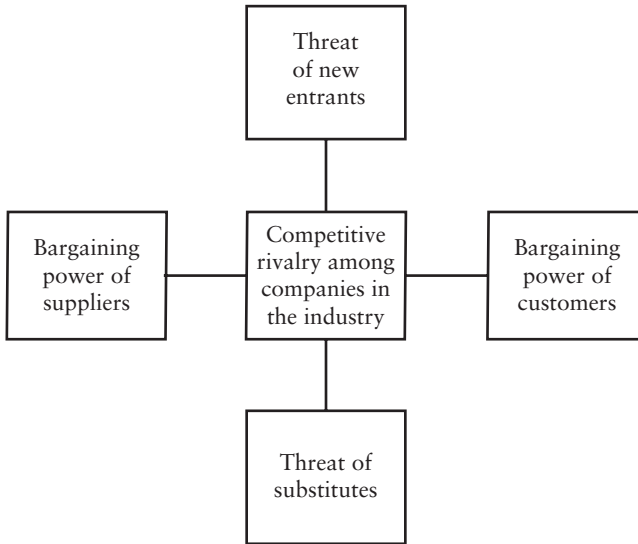 Threat
of new
entrants
Bargaining
power of
suppliers
Competitive
rivalry among
companies in
the industry
Bargaining
power of
customers
Threat of
substitutes